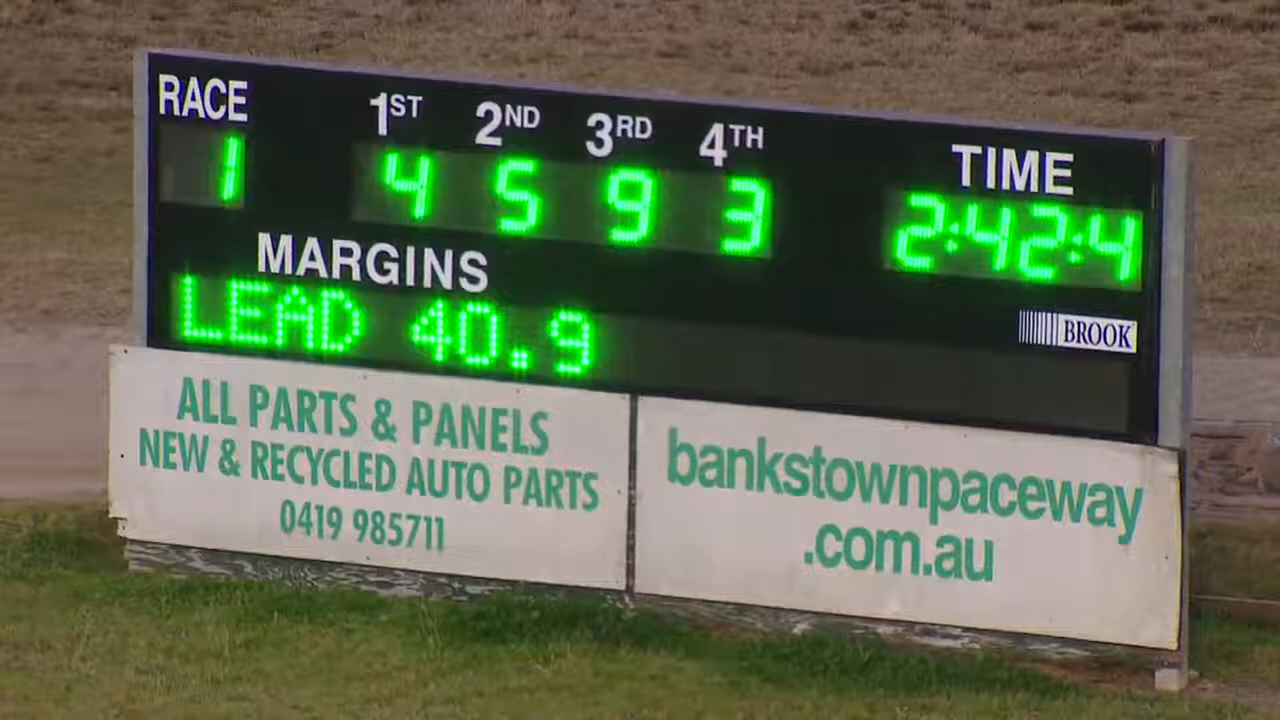 RACE 1ST 2ND 3RD 4TH TIME
1 4 5 9 3 2:42:4
MARGINS
LEAD 40.9
BROOK
ALL PARTS & PANELS
NEW & RECYCLED AUTO PARTS
0419 985711
bankstownpaceway
.com.au